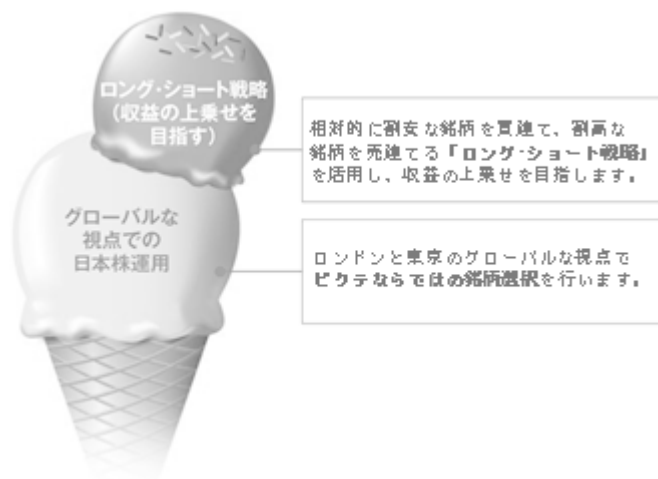 ロング・ショート戦略
(収益の上乗せを
目指す)
相対的に割安な銘柄を買建て、割高な
銘柄を売建てる「ロング・ショート戦略」
を活用し、収益の上乗せを目指します。
グローバルな
視点での
日本株運用
ロンドンと東京のグローバルな視点で
ピクテならではの銘柄選択を行います。